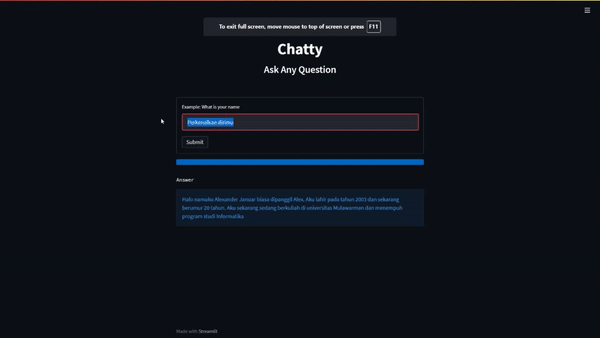 To exit full screen, move mouse to top of screen or press F11
Chatty
Ask Any Question
Example: What is your name
Perkenalkan dirimu
Submit
Answer
Halo namaku Alexander Januar biasa dipanggil Alex. Aku lahir pada tahun 2003 dan sekarang
berumur 20 tahun. Aku sekarang sedang berkuliah di universitas Mulawarman dan menempuh
program studi Informatika
Made with Streamlit